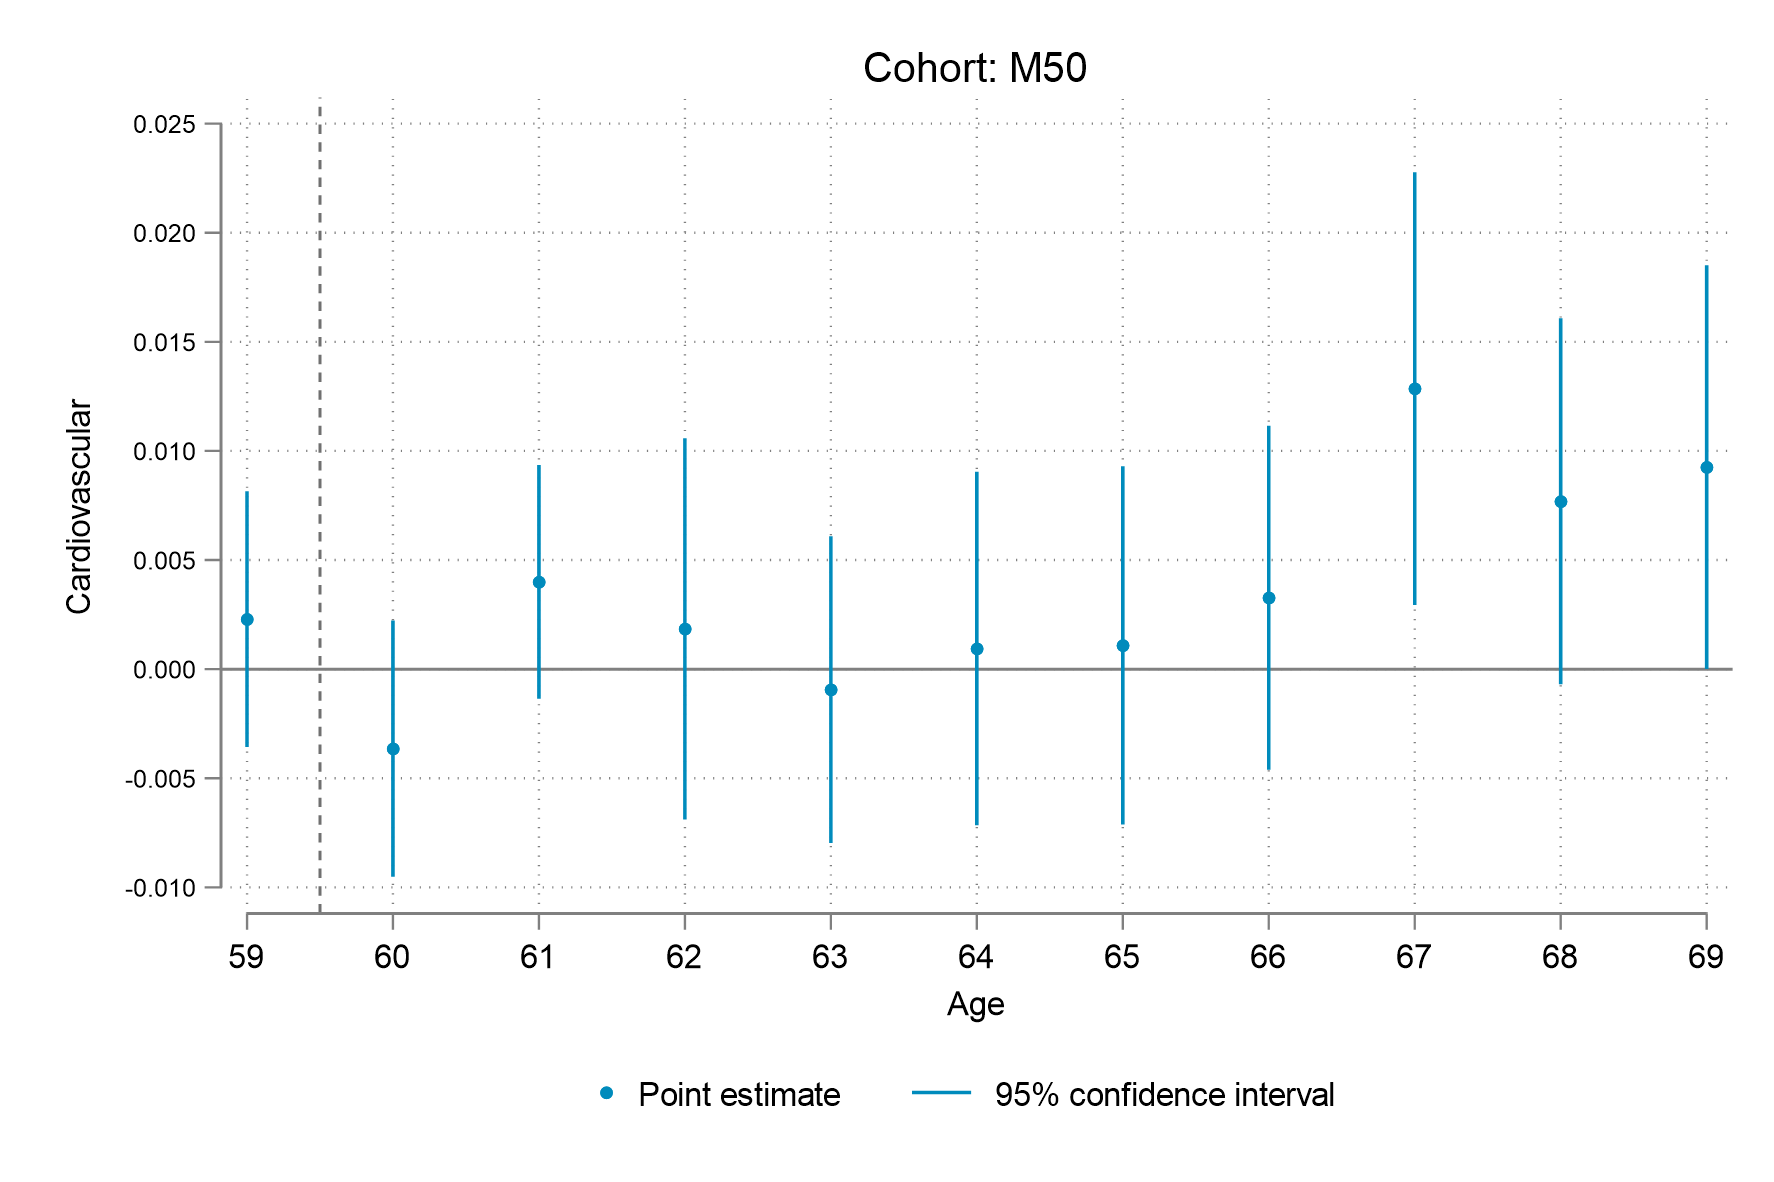 Cohort: M50
0.025
0.020
0.015
0.010
0.005
0.000
-0.005
-0.010
Cardiovascular
59 60 61 62 63 64 65 66 67 68 69
Age
Point estimate 95% confidence interval